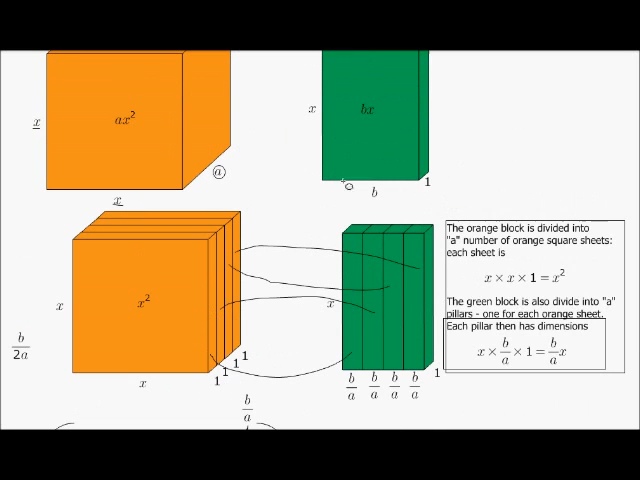 x
ax²
x
a
x
bx
b
1
x
x²
x
b/2a
1
1
1
1
b/a
x
b/a b/a b/a b/a
1
The orange block is divided into
"a" number of orange square sheets:
each sheet is
x × x × 1 = x²
The green block is also divide into "a"
pillars - one for each orange sheet.
Each pillar then has dimensions
x × b/a × 1 = b/a x